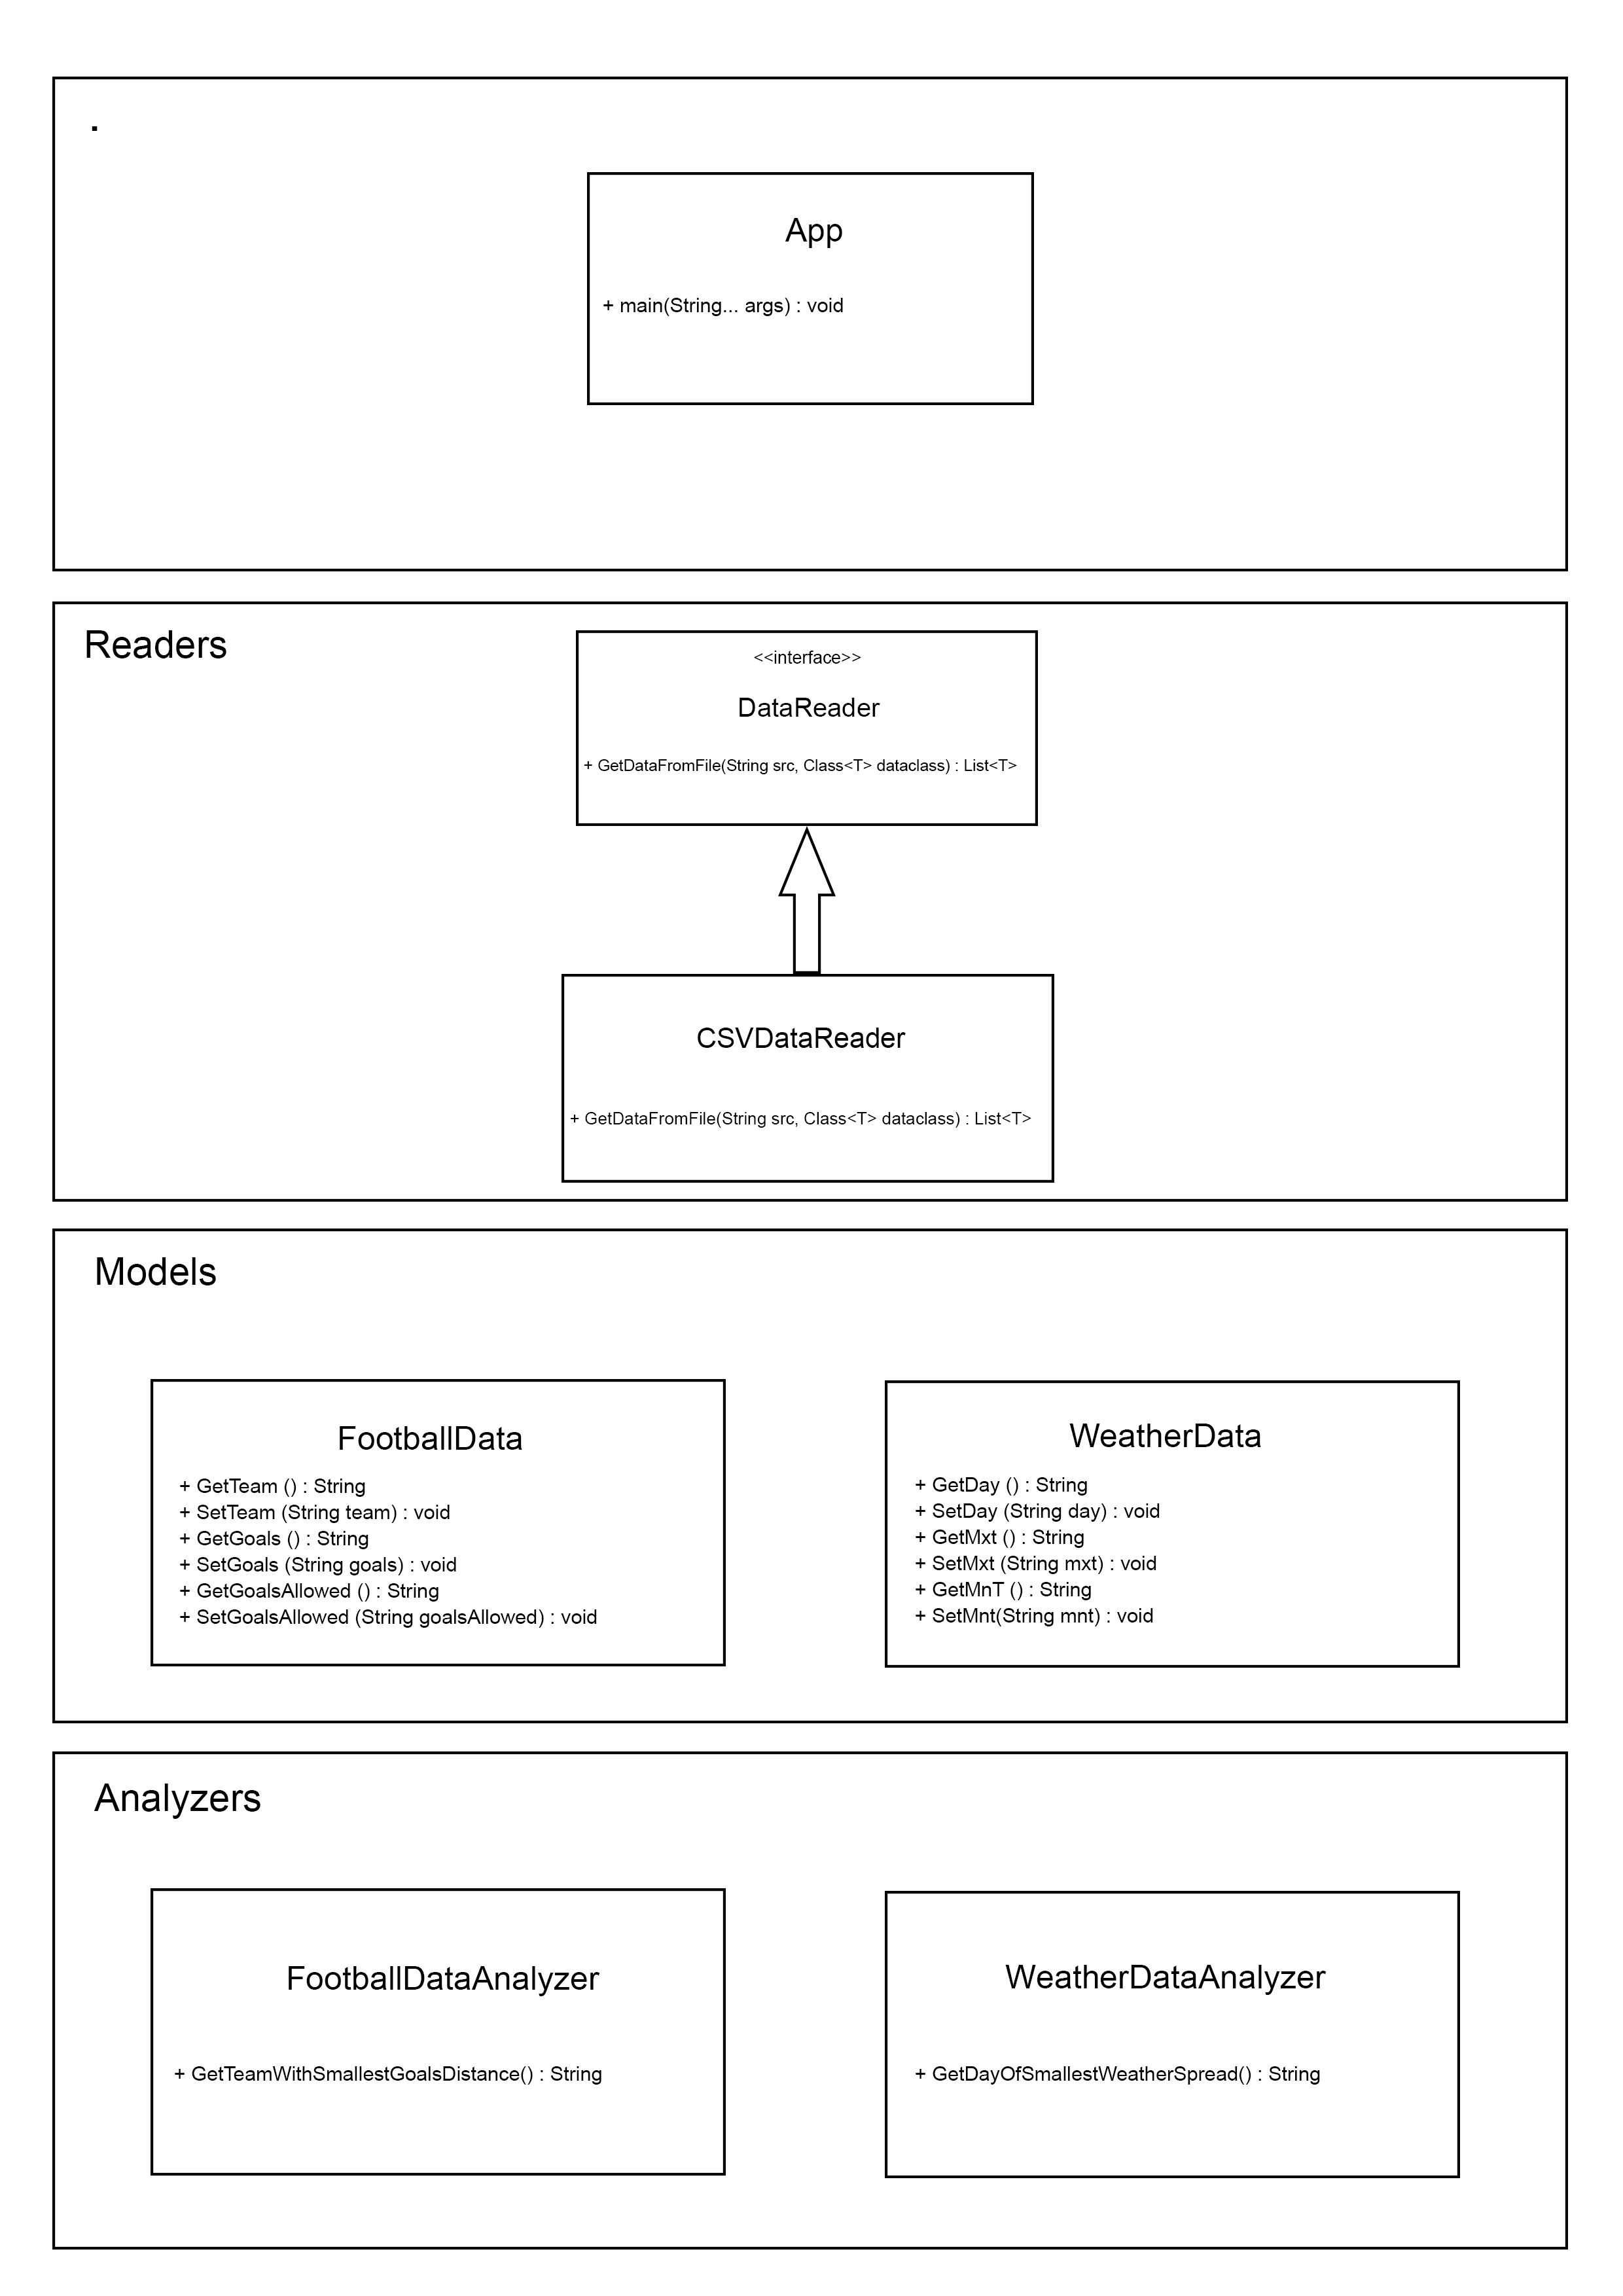 .
App
+ main(String... args) : void
Readers
<<interface>>
DataReader
+ GetDataFromFile(String src, Class<T> dataclass) : List<T>
CSVDataReader
+ GetDataFromFile(String src, Class<T> dataclass) : List<T>
Models
FootballData
+ GetTeam () : String
+ SetTeam (String team) : void
+ GetGoals () : String
+ SetGoals (String goals) : void
+ GetGoalsAllowed () : String
+ SetGoalsAllowed (String goalsAllowed) : void
WeatherData
+ GetDay () : String
+ SetDay (String day) : void
+ GetMxt () : String
+ SetMxt (String mxt) : void
+ GetMnT () : String
+ SetMnt(String mnt) : void
Analyzers
FootballDataAnalyzer
+ GetTeamWithSmallestGoalsDistance() : String
WeatherDataAnalyzer
+ GetDayOfSmallestWeatherSpread() : String